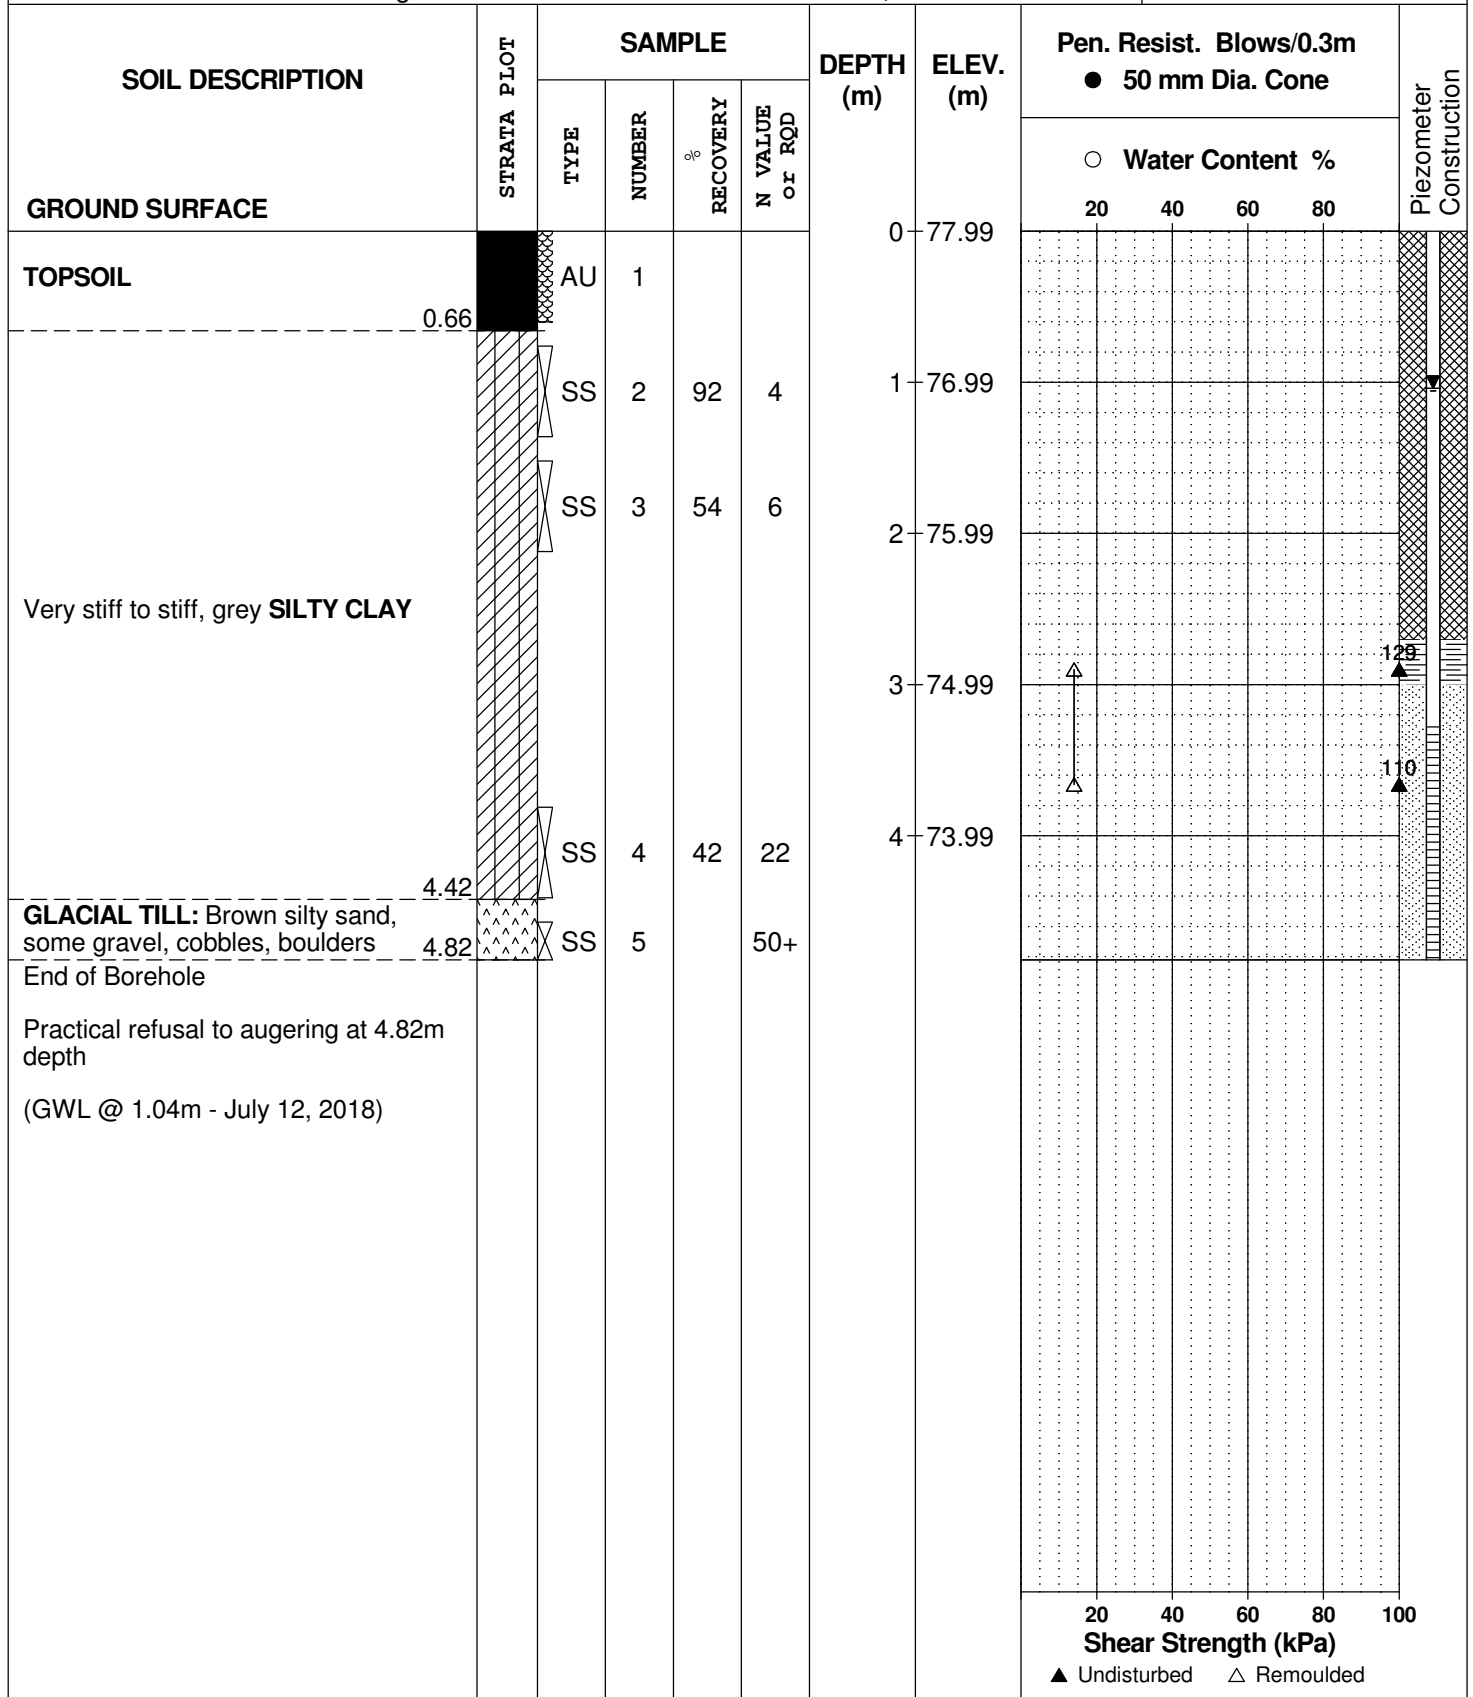 SOIL DESCRIPTION
GROUND SURFACE
STRATA PLOT
SAMPLE
TYPE
NUMBER
% RECOVERY
N VALUE or RQD
DEPTH (m)
ELEV. (m)
Pen. Resist. Blows/0.3m
● 50 mm Dia. Cone
○ Water Content %
20 40 60 80
Piezometer Construction
0 77.99
TOPSOIL
AU 1
0.66
SS 2 92 4
1 76.99
SS 3 54 6
2 75.99
Very stiff to stiff, grey SILTY CLAY
129
3 74.99
110
4 73.99
SS 4 42 22
4.42
GLACIAL TILL: Brown silty sand,
some gravel, cobbles, boulders 4.82
SS 5 50+
End of Borehole
Practical refusal to augering at 4.82m
depth
(GWL @ 1.04m - July 12, 2018)
20 40 60 80 100
Shear Strength (kPa)
▲ Undisturbed △ Remoulded